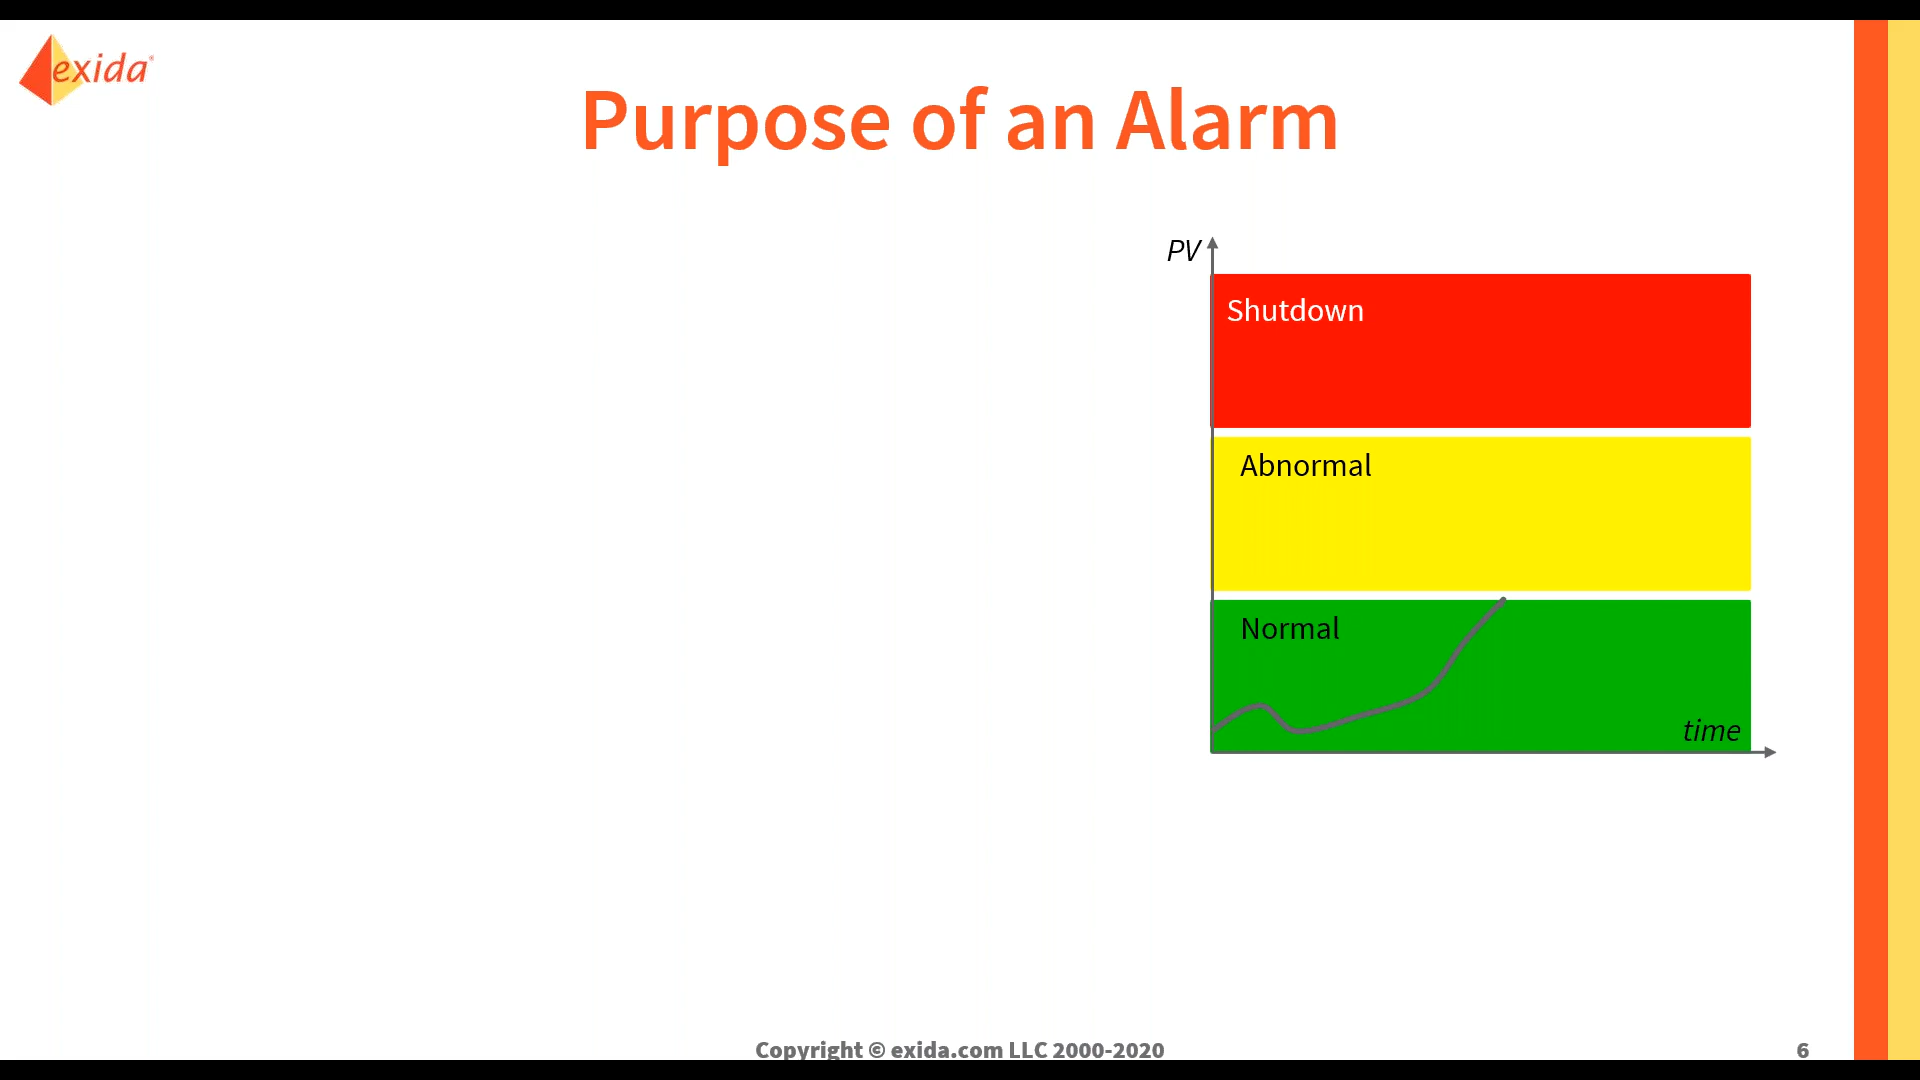 exida
Purpose of an Alarm
PV
Shutdown
Abnormal
Normal
time
Copyright © exida.com LLC 2000-2020
6